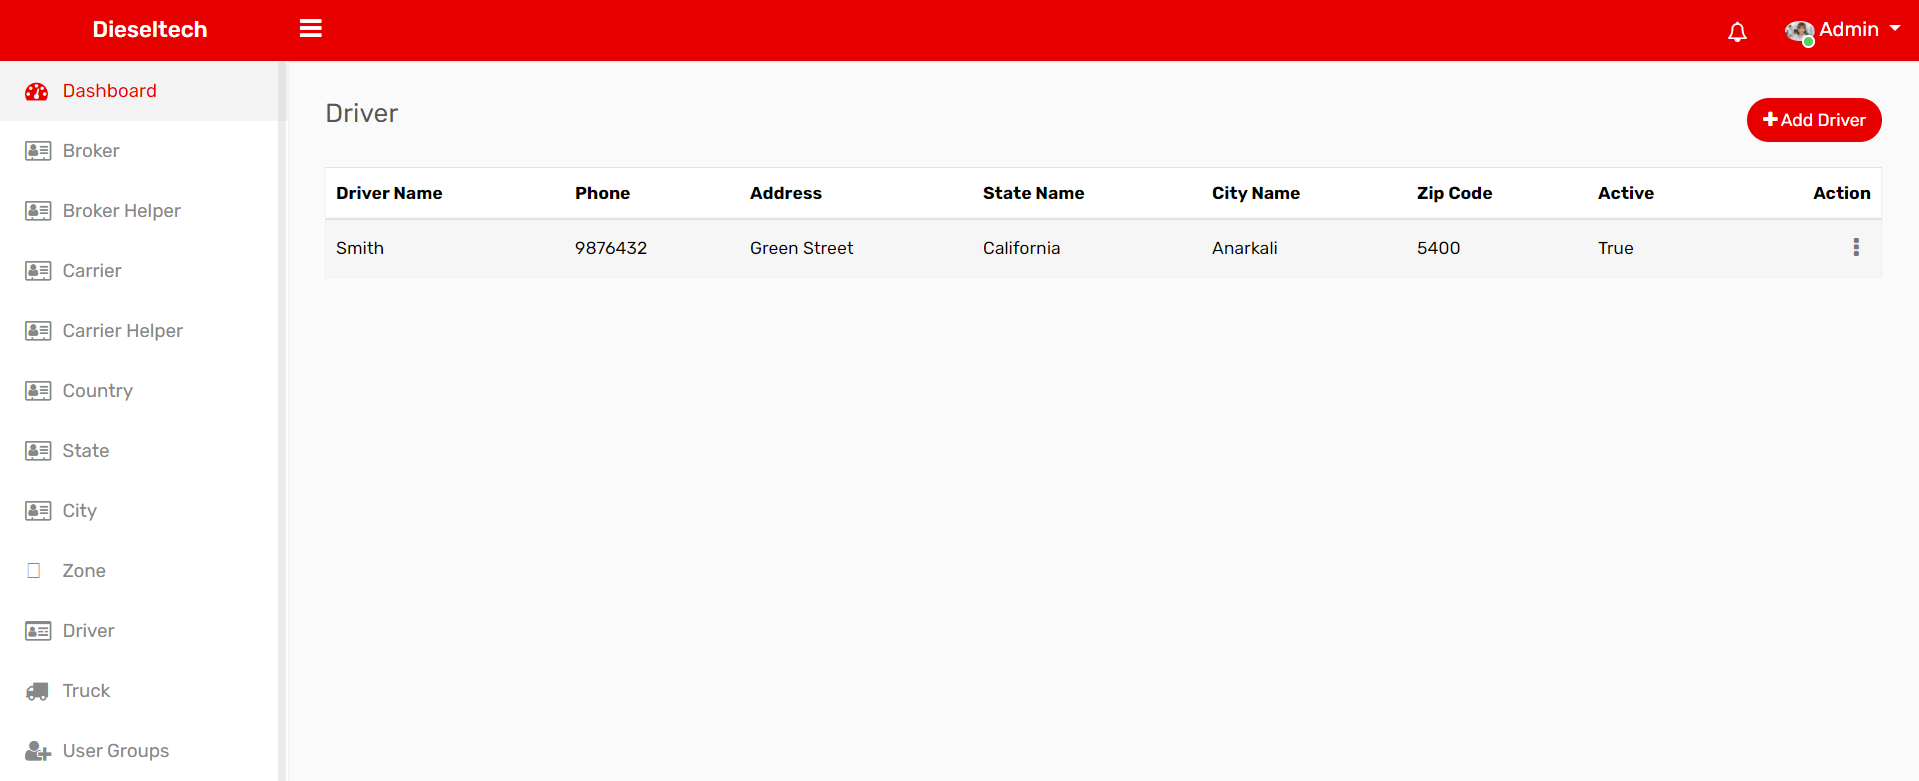 Dieseltech
Admin
Dashboard
Broker
Broker Helper
Carrier
Carrier Helper
Country
State
City
Zone
Driver
Truck
User Groups
Driver
Add Driver
Driver Name Phone Address State Name City Name Zip Code Active Action
Smith 9876432 Green Street California Anarkali 5400 True